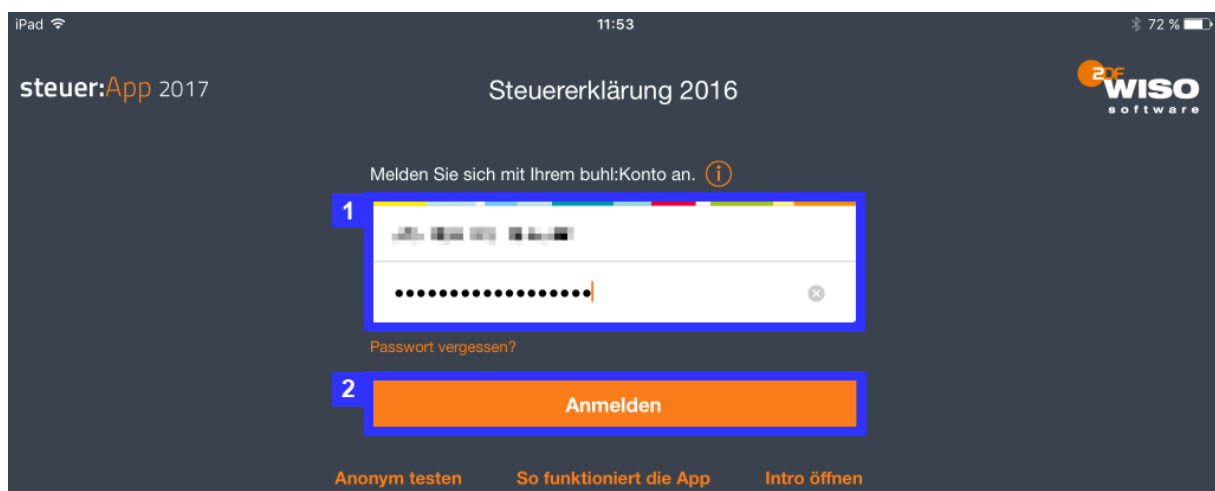 iPad 11:53 72 %
steuer:App 2017 Steuererklärung 2016 ZDF WISO software
Melden Sie sich mit Ihrem buhl:Konto an. i
1
••••••••••••••••••
Passwort vergessen?
2 Anmelden
Anonym testen So funktioniert die App Intro öffnen